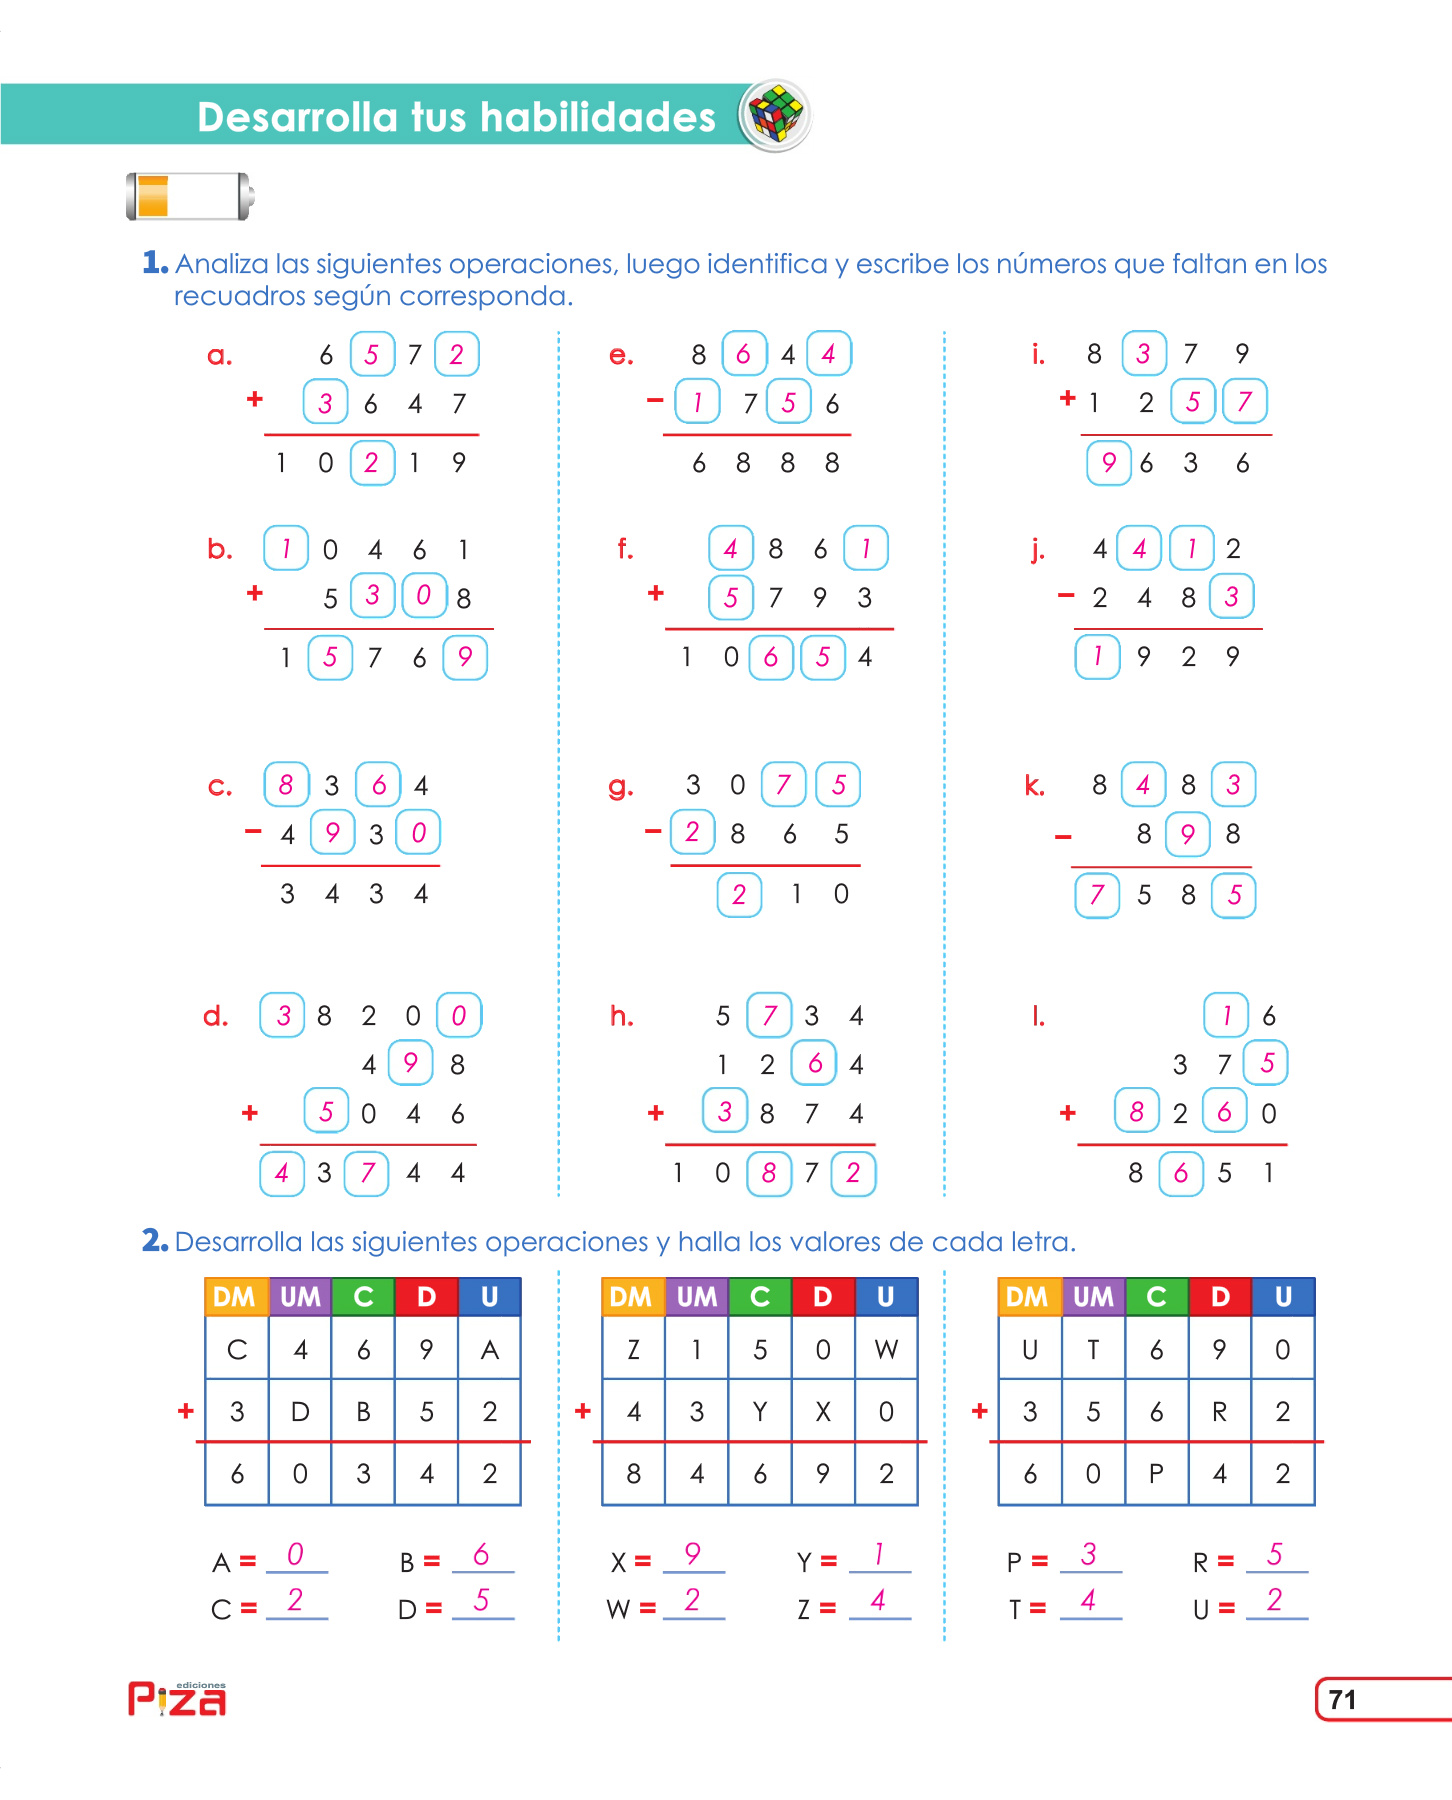 Desarrolla tus habilidades
1. Analiza las siguientes operaciones, luego identifica y escribe los números que faltan en los
recuadros según corresponda.
a. 6 5 7 2
+ 3 6 4 7
1 0 2 1 9
e. 8 6 4 4
− 1 7 5 6
6 8 8 8
i. 8 3 7 9
+ 1 2 5 7
9 6 3 6
b. 1 0 4 6 1
+ 5 3 0 8
1 5 7 6 9
f. 4 8 6 1
+ 5 7 9 3
1 0 6 5 4
j. 4 4 1 2
− 2 4 8 3
1 9 2 9
c. 8 3 6 4
− 4 9 3 0
3 4 3 4
g. 3 0 7 5
− 2 8 6 5
2 1 0
k. 8 4 8 3
− 8 9 8
7 5 8 5
d. 3 8 2 0 0
4 9 8
+ 5 0 4 6
4 3 7 4 4
h. 5 7 3 4
1 2 6 4
+ 3 8 7 4
1 0 8 7 2
l. 1 6
3 7 5
+ 8 2 6 0
8 6 5 1
2. Desarrolla las siguientes operaciones y halla los valores de cada letra.
DM UM C D U
C 4 6 9 A
+ 3 D B 5 2
6 0 3 4 2
A = 0 B = 6
C = 2 D = 5
DM UM C D U
Z 1 5 0 W
+ 4 3 Y X 0
8 4 6 9 2
X = 9 Y = 1
W = 2 Z = 4
DM UM C D U
U T 6 9 0
+ 3 5 6 R 2
6 0 P 4 2
P = 3 R = 5
T = 4 U = 2
ediciones
Piza
71